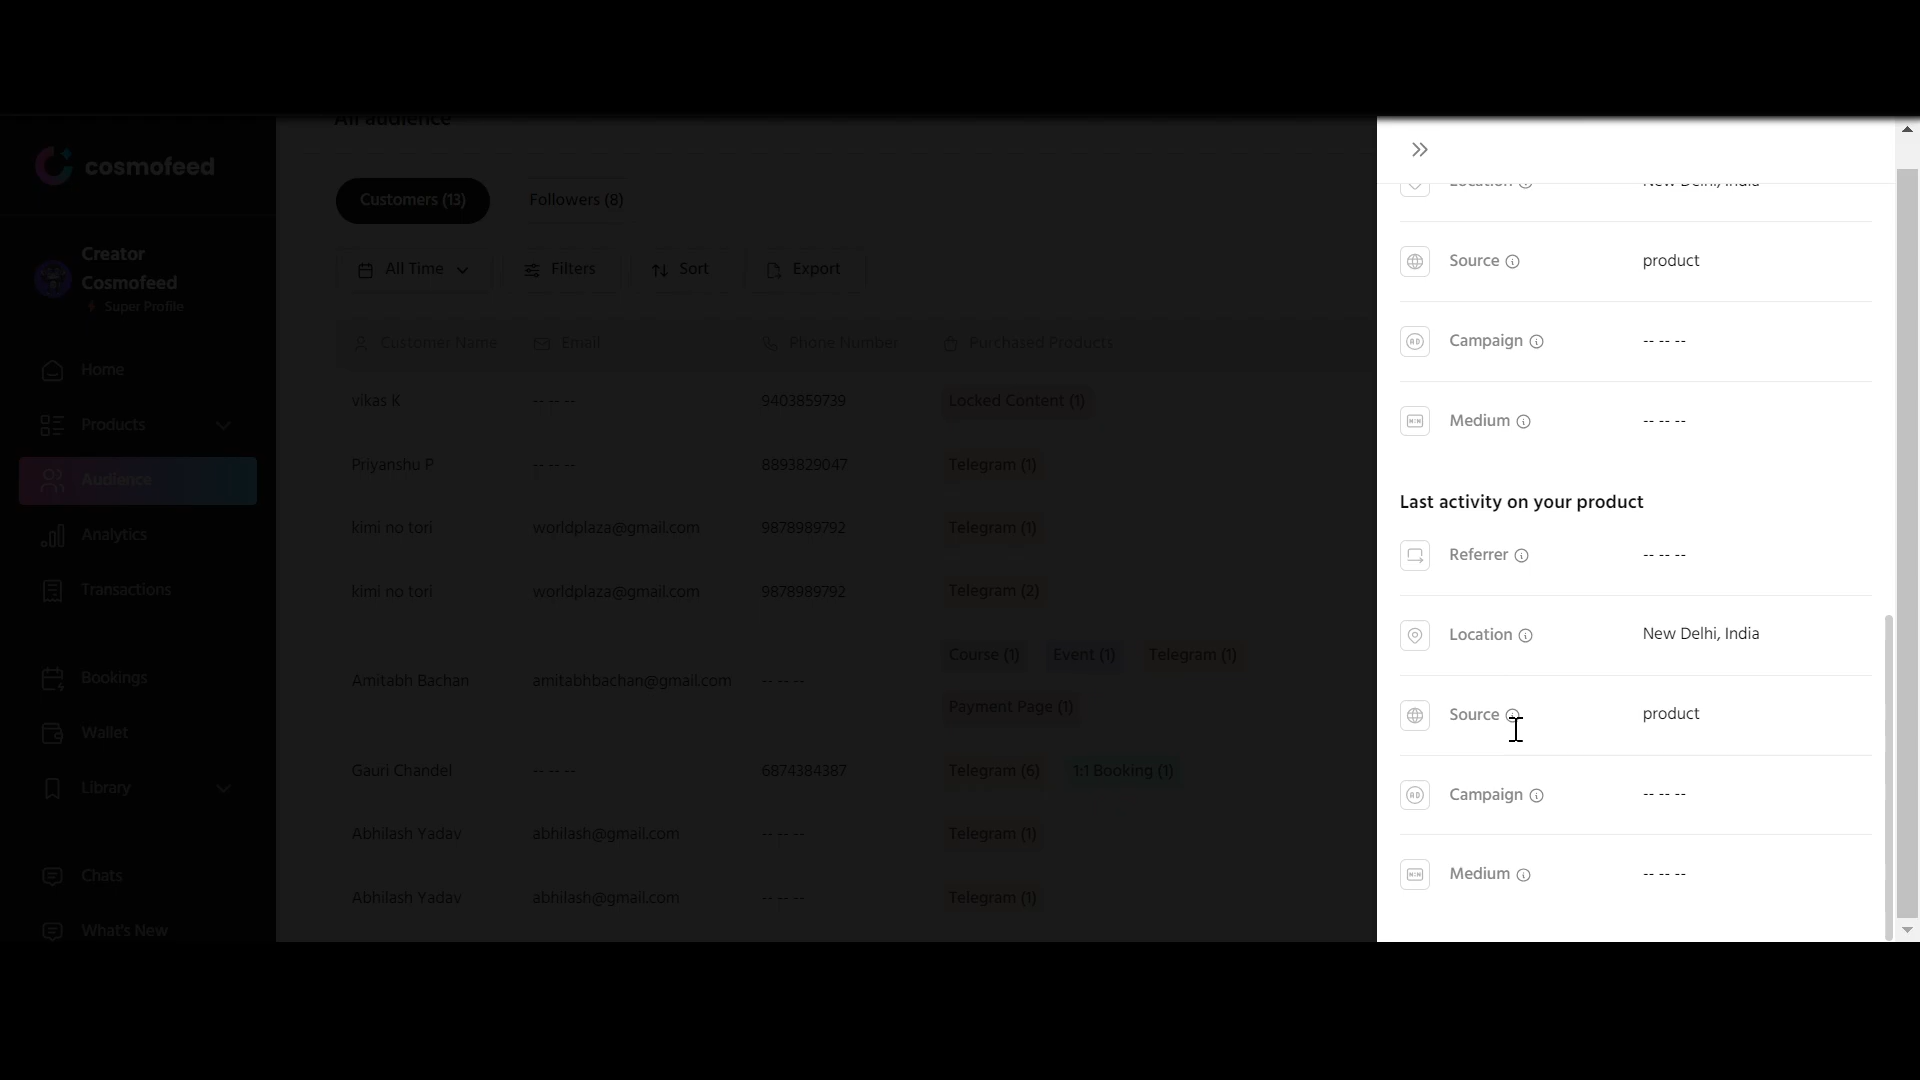 All audience
cosmofeed
Creator
Cosmofeed
Super Profile
Home
Products
Audience
Analytics
Transactions
Bookings
Wallet
Library
Chats
What's New
Customers (13)
Followers (8)
All Time
Filters
Sort
Export
Customer Name Email Phone Number Purchased Products
vikas K -- -- -- 9403859739 Locked Content (1)
Priyanshu P -- -- -- 8893829047 Telegram (1)
kimi no tori worldplaza@gmail.com 9878989792 Telegram (1)
kimi no tori worldplaza@gmail.com 9878989792 Telegram (2)
Course (1) Event (1) Telegram (1)
Amitabh Bachan amitabhbachan@gmail.com -- -- --
Payment Page (1)
Gauri Chandel -- -- -- 6874384387 Telegram (6) 1:1 Booking (1)
Abhilash Yadav abhilash@gmail.com -- -- -- Telegram (1)
Abhilash Yadav abhilash@gmail.com -- -- -- Telegram (1)
Location New Delhi, India
Source product
Campaign -- -- --
Medium -- -- --
Last activity on your product
Referrer -- -- --
Location New Delhi, India
Source product
Campaign -- -- --
Medium -- -- --